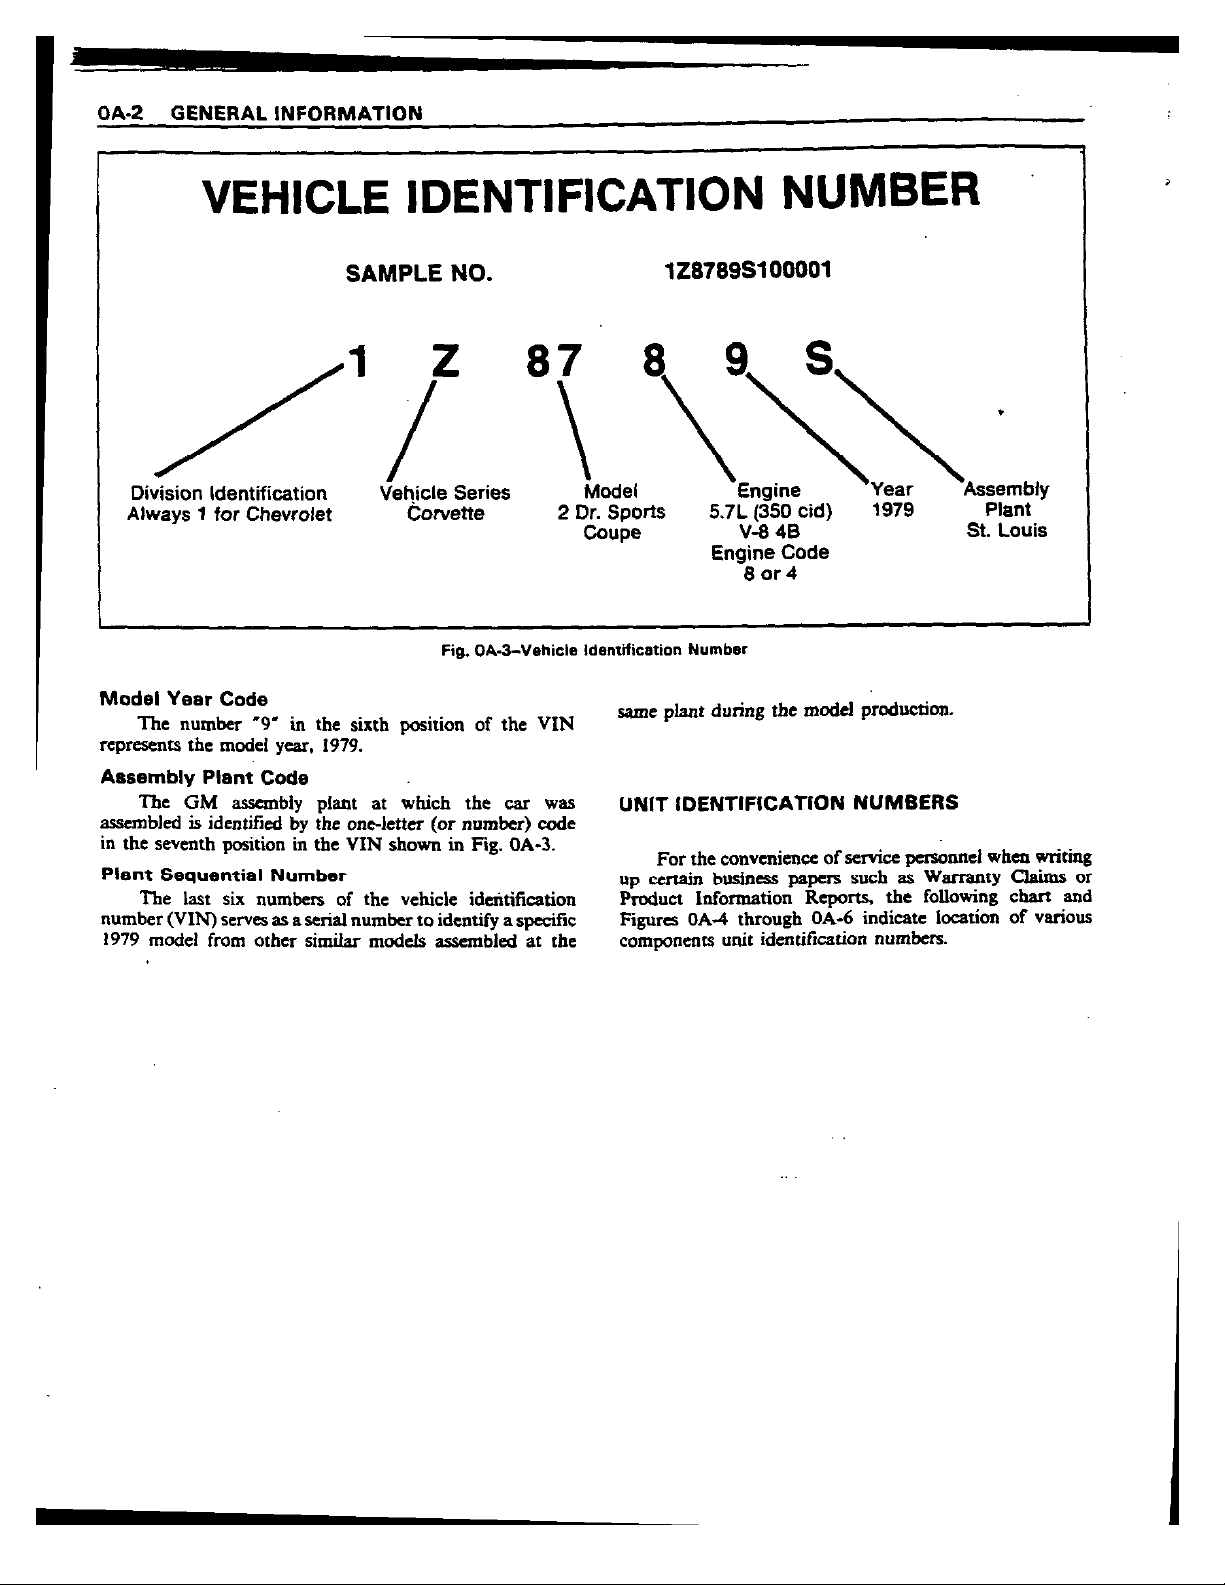 0A-2 GENERAL INFORMATION
VEHICLE IDENTIFICATION NUMBER
SAMPLE NO. 1Z8789S100001
1 Z 87 8 9 S
Division Identification
Always 1 for Chevrolet
Vehicle Series
Corvette
Model
2 Dr. Sports
Coupe
Engine
5.7L (350 cid)
V-8 4B
Engine Code
8 or 4
Year
1979
Assembly
Plant
St. Louis
Fig. 0A-3-Vehicle Identification Number
Model Year Code
The number "9" in the sixth position of the VIN
represents the model year, 1979.
Assembly Plant Code
The GM assembly plant at which the car was
assembled is identified by the one-letter (or number) code
in the seventh position in the VIN shown in Fig. 0A-3.
Plant Sequential Number
The last six numbers of the vehicle identification
number (VIN) serves as a serial number to identify a specific
1979 model from other similar models assembled at the
same plant during the model production.
UNIT IDENTIFICATION NUMBERS
For the convenience of service personnel when writing
up certain business papers such as Warranty Claims or
Product Information Reports, the following chart and
Figures 0A-4 through 0A-6 indicate location of various
components unit identification numbers.